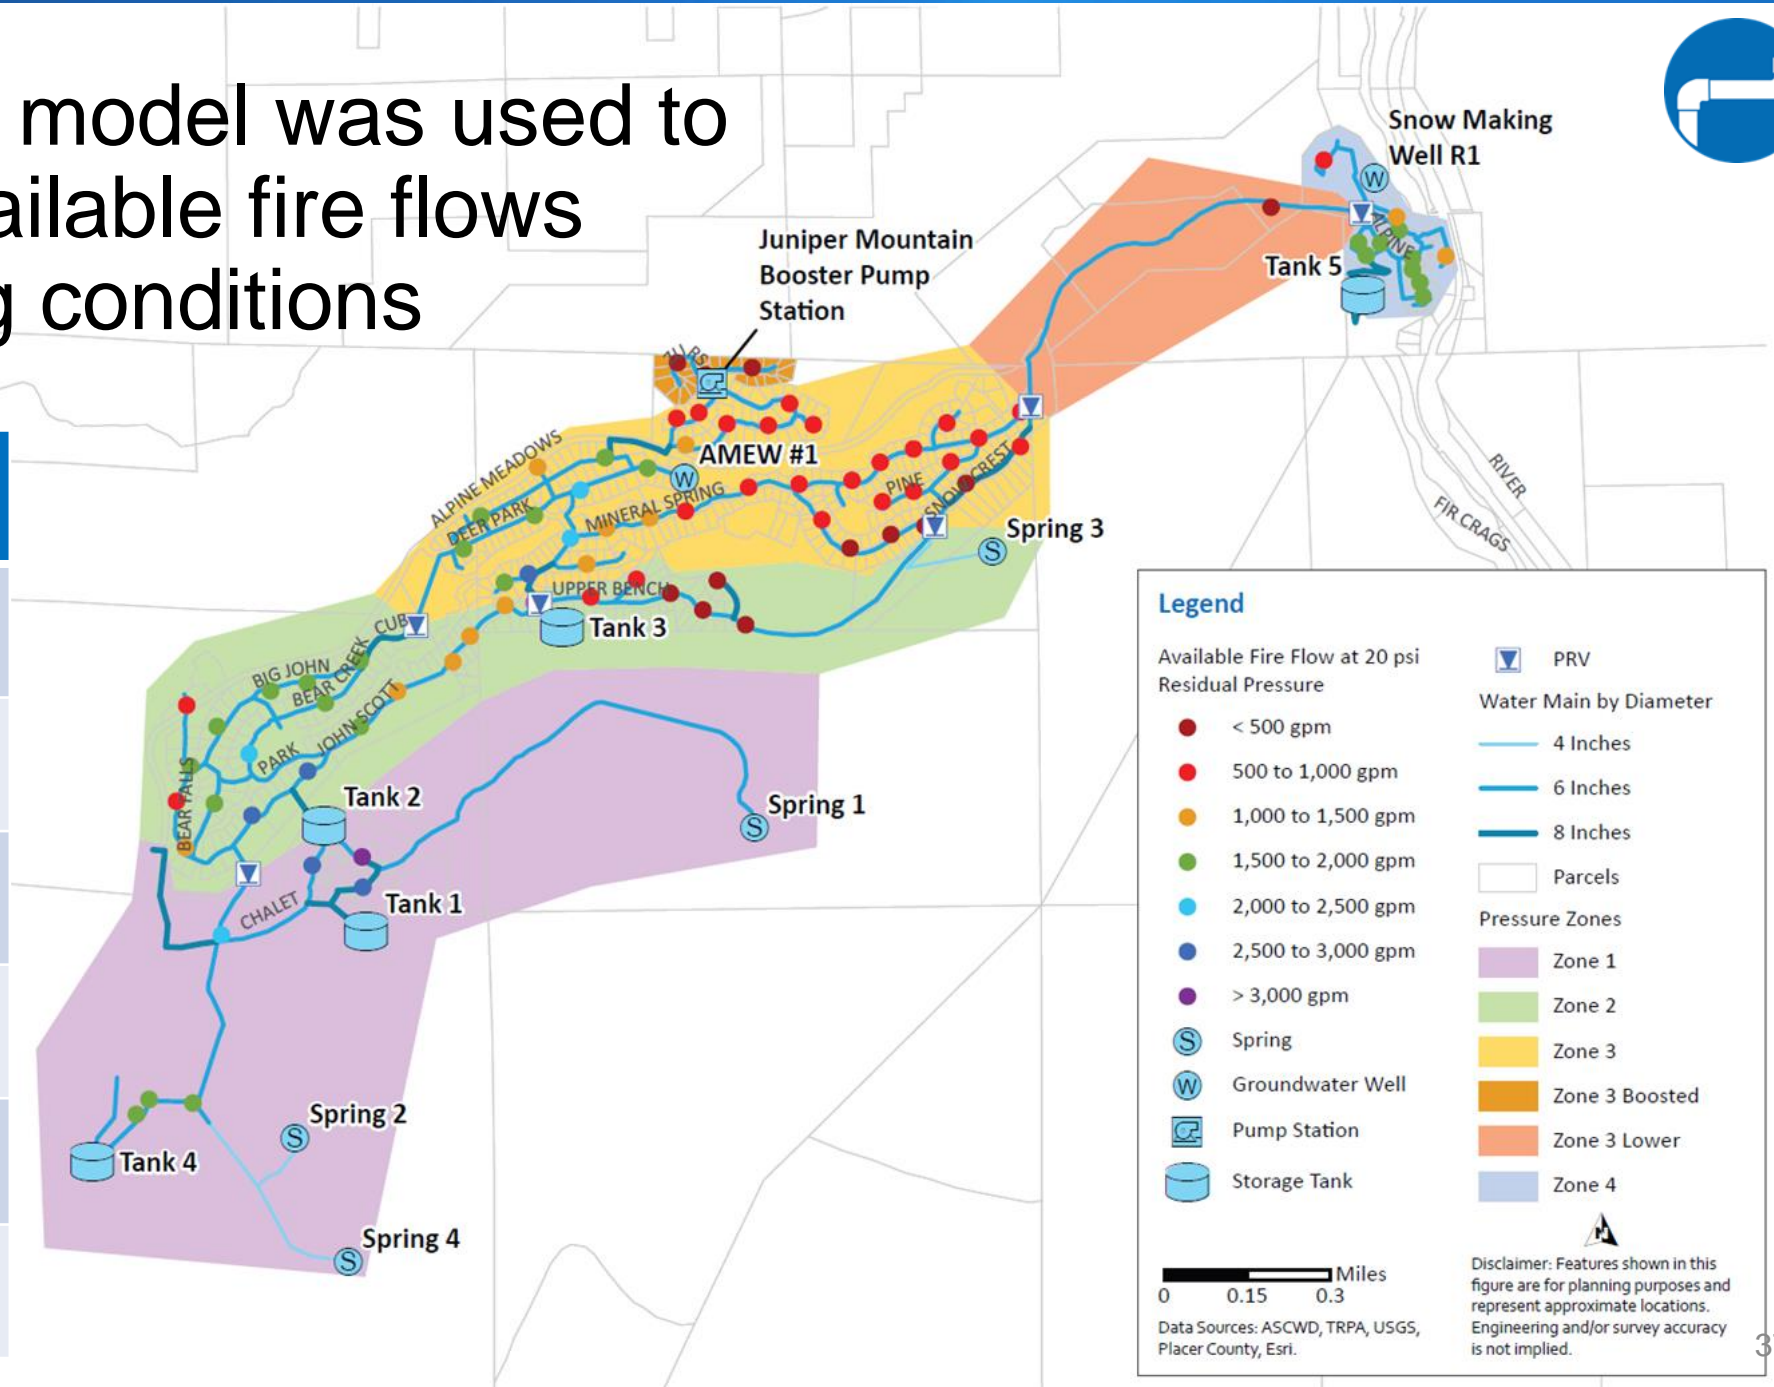 model was used to
ailable fire flows
g conditions
Snow Making
Well R1
W
Juniper Mountain
Booster Pump
Station
Tank 5
ALPINE
AMEW #1
W
ALPINE MEADOWS
DEER PARK
MINERAL SPRING
PINE
SNOW CREST
RIVER
FIR CRAGS
Spring 3
S
UPPER BENCH
Tank 3
CUB
BIG JOHN
BEAR CREEK
JOHN SCOTT
PARK
BEAR FALLS
Tank 2
Spring 1
S
CHALET
Tank 1
Spring 2
S
Tank 4
Spring 4
S
Legend
Available Fire Flow at 20 psi
Residual Pressure
< 500 gpm
500 to 1,000 gpm
1,000 to 1,500 gpm
1,500 to 2,000 gpm
2,000 to 2,500 gpm
2,500 to 3,000 gpm
> 3,000 gpm
S Spring
W Groundwater Well
Pump Station
Storage Tank
PRV
Water Main by Diameter
4 Inches
6 Inches
8 Inches
Parcels
Pressure Zones
Zone 1
Zone 2
Zone 3
Zone 3 Boosted
Zone 3 Lower
Zone 4
N
Miles
0 0.15 0.3
Data Sources: ASCWD, TRPA, USGS,
Placer County, Esri.
Disclaimer: Features shown in this
figure are for planning purposes and
represent approximate locations.
Engineering and/or survey accuracy
is not implied.
3